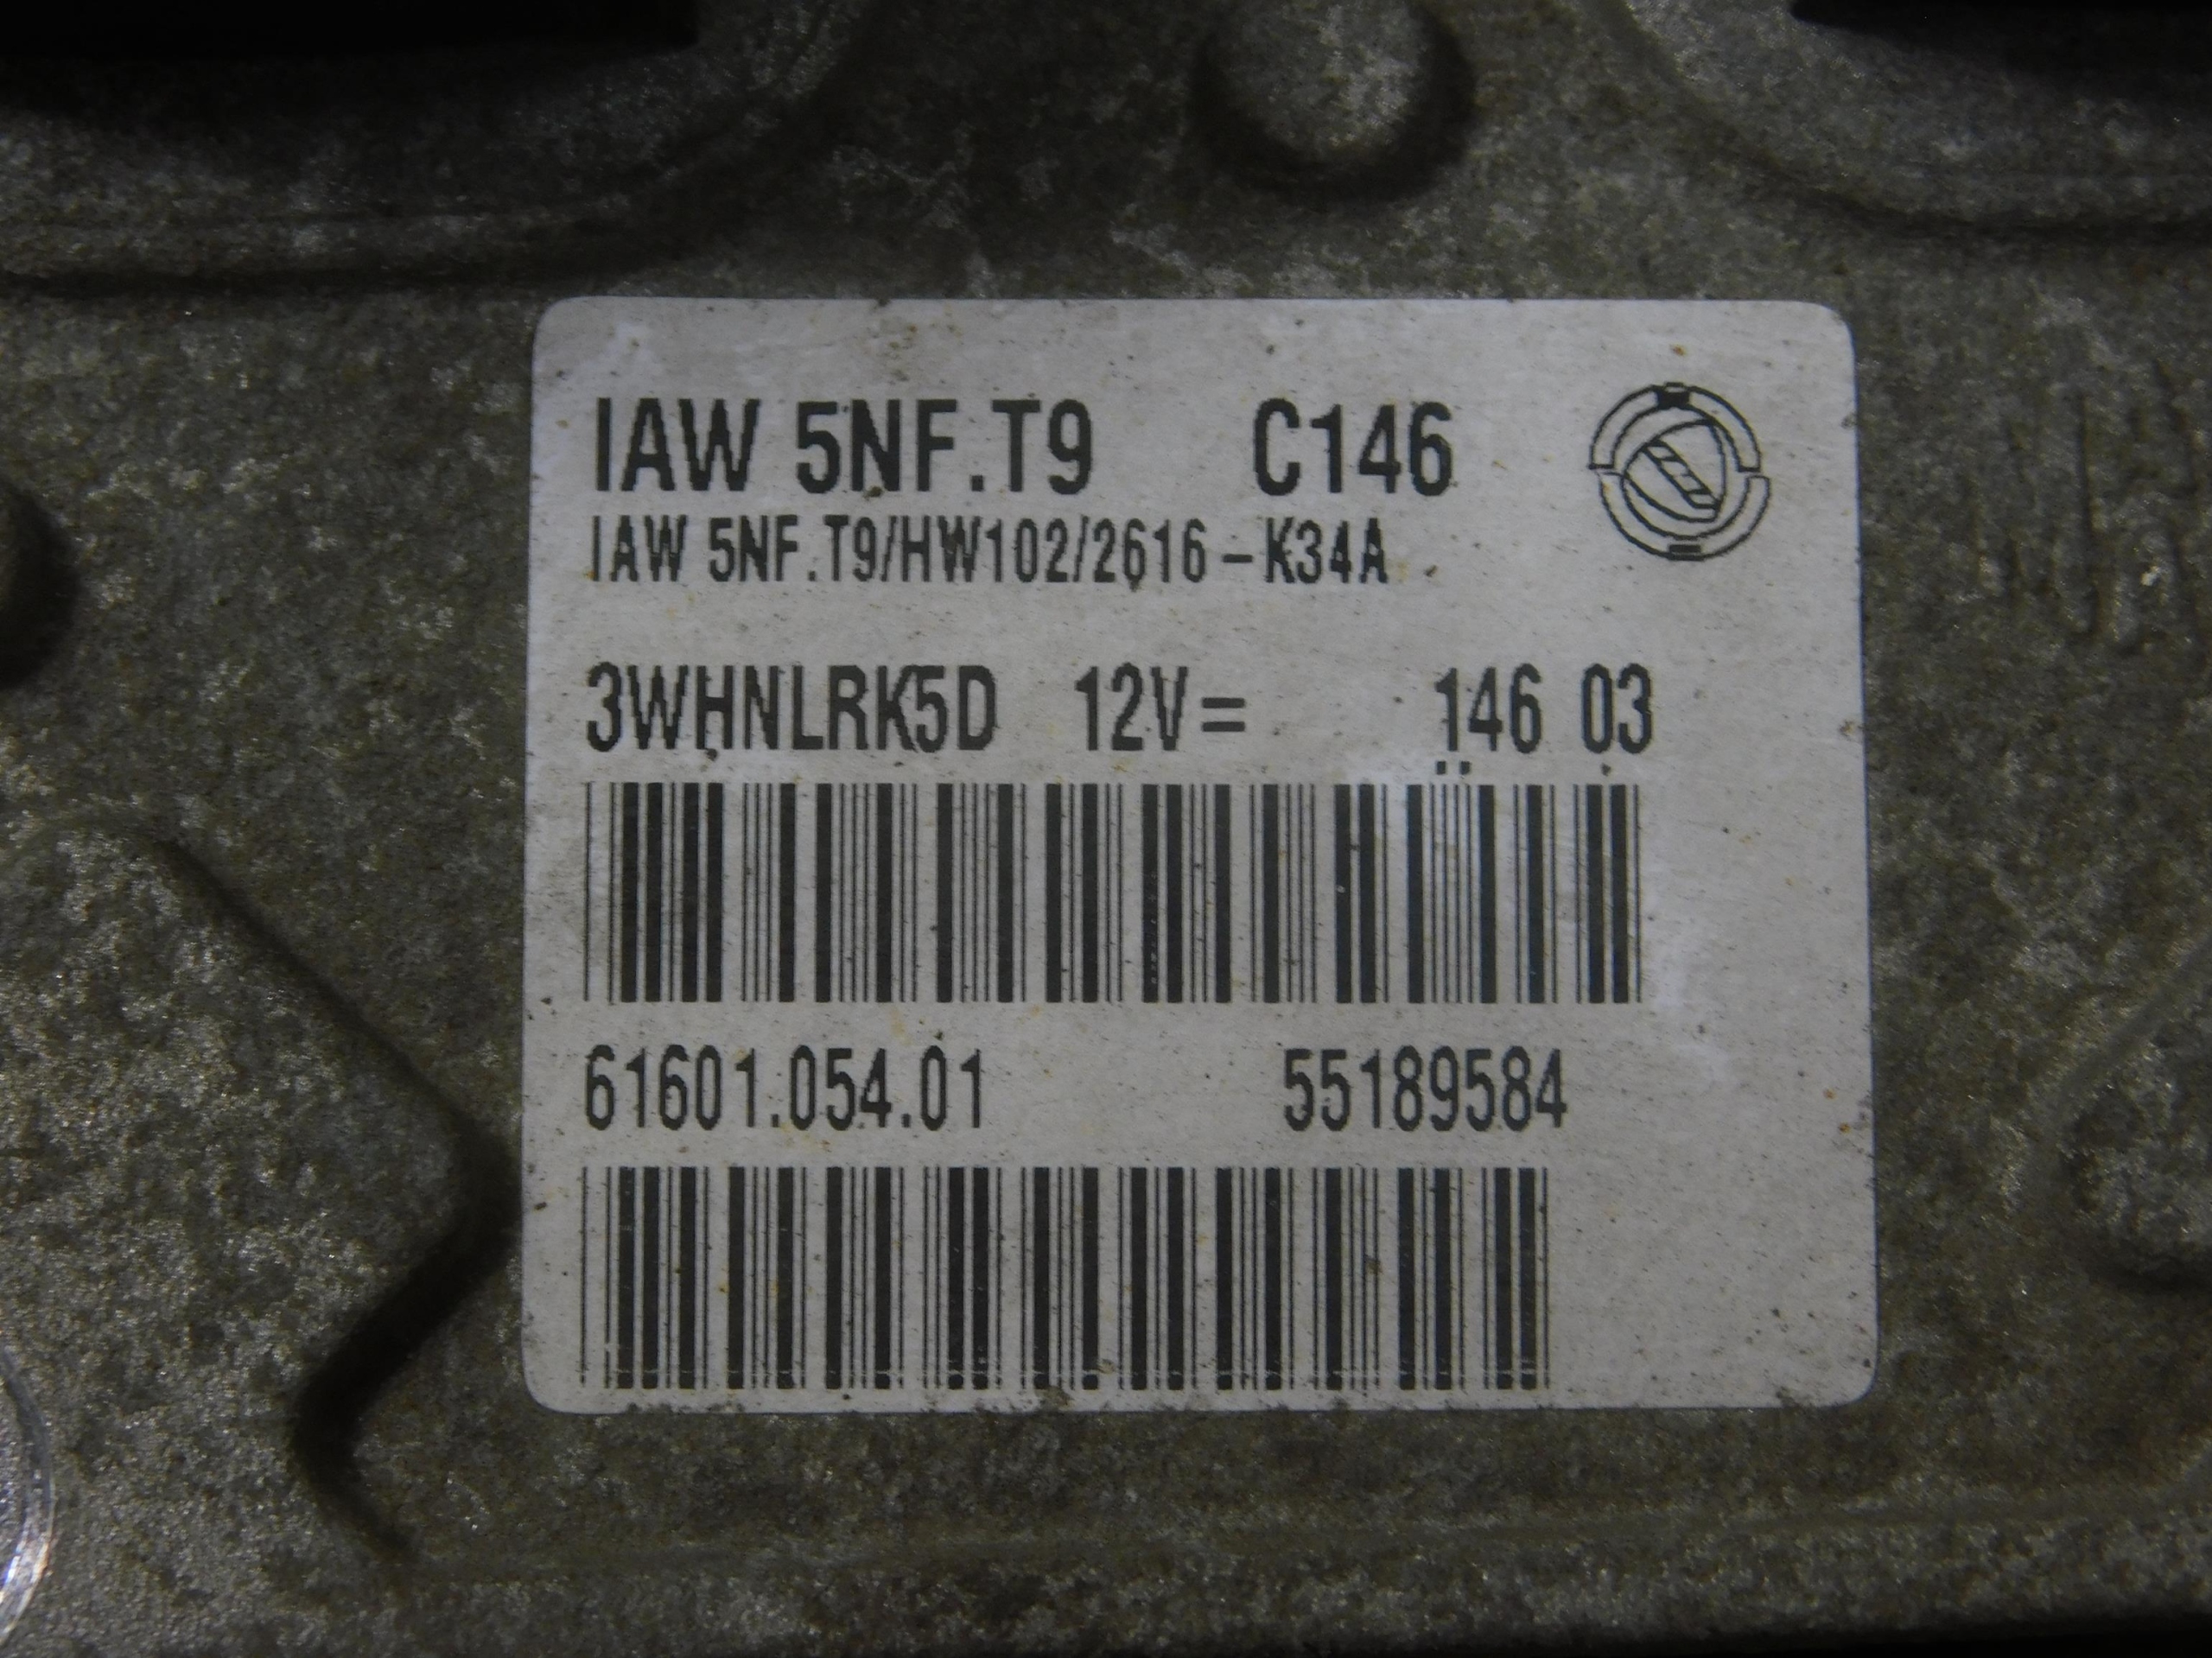 IAW 5NF.T9 C146
IAW 5NF.T9/HW102/2616-K34A
3WHNLRK5D 12V= 146 03
61601.054.01 55189584